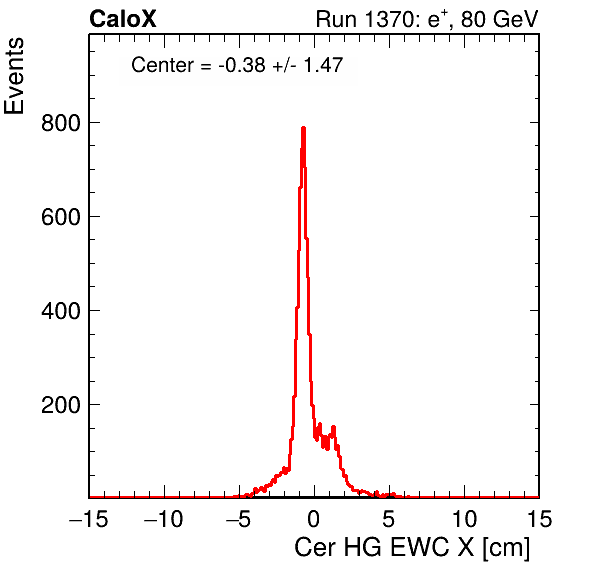 CaloX Run 1370: e⁺, 80 GeV
Center = -0.38 +/- 1.47
Events
800
600
400
200
−15 −10 −5 0 5 10 15
Cer HG EWC X [cm]